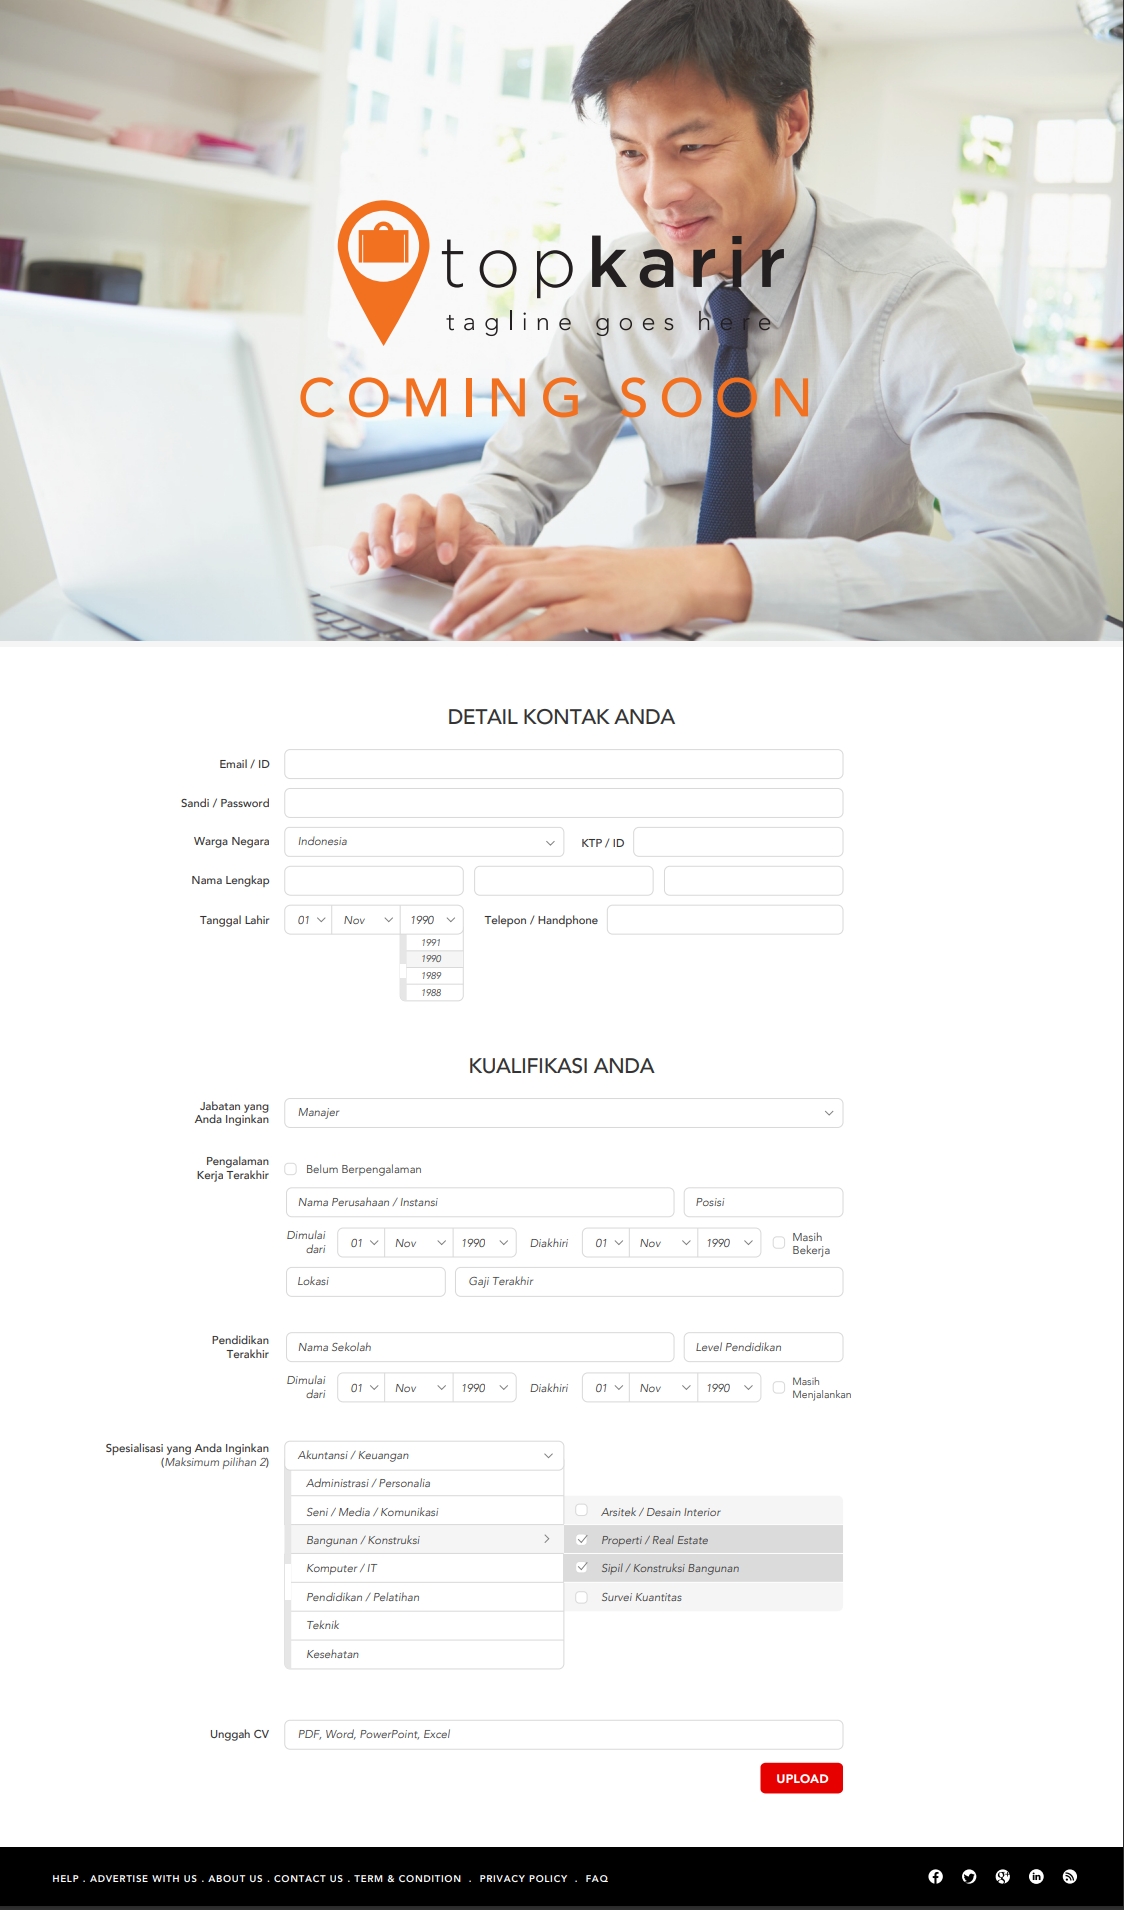 topkarir
tagline goes here
COMING SOON
DETAIL KONTAK ANDA
Email / ID
Sandi / Password
Warga Negara Indonesia KTP / ID
Nama Lengkap
Tanggal Lahir 01 Nov 1990 Telepon / Handphone
1991
1990
1989
1988
KUALIFIKASI ANDA
Jabatan yang
Anda Inginkan
Manajer
Pengalaman
Kerja Terakhir
Belum Berpengalaman
Nama Perusahaan / Instansi Posisi
Dimulai
dari
01 Nov 1990 Diakhiri 01 Nov 1990
Masih
Bekerja
Lokasi Gaji Terakhir
Pendidikan
Terakhir
Nama Sekolah Level Pendidikan
Dimulai
dari
01 Nov 1990 Diakhiri 01 Nov 1990
Masih
Menjalankan
Spesialisasi yang Anda Inginkan
(Maksimum pilihan 2)
Akuntansi / Keuangan
Administrasi / Personalia
Seni / Media / Komunikasi Arsitek / Desain Interior
Bangunan / Konstruksi Properti / Real Estate
Komputer / IT Sipil / Konstruksi Bangunan
Pendidikan / Pelatihan Survei Kuantitas
Teknik
Kesehatan
Unggah CV PDF, Word, PowerPoint, Excel
UPLOAD
HELP . ADVERTISE WITH US . ABOUT US . CONTACT US . TERM & CONDITION . PRIVACY POLICY . FAQ